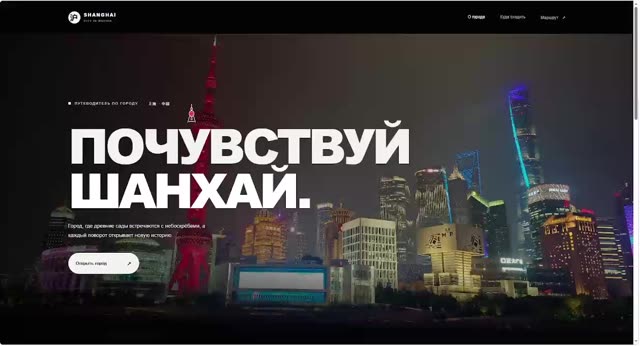 SHANGHAI
О городе
Куда сходить
Маршрут ↗
ПУТЕВОДИТЕЛЬ ПО ГОРОДУ
上海 · 中国
ПОЧУВСТВУЙ
ШАНХАЙ.
Город, где древние сады встречаются с небоскрёбами, а
каждый поворот открывает новую историю.
Открыть город ↗